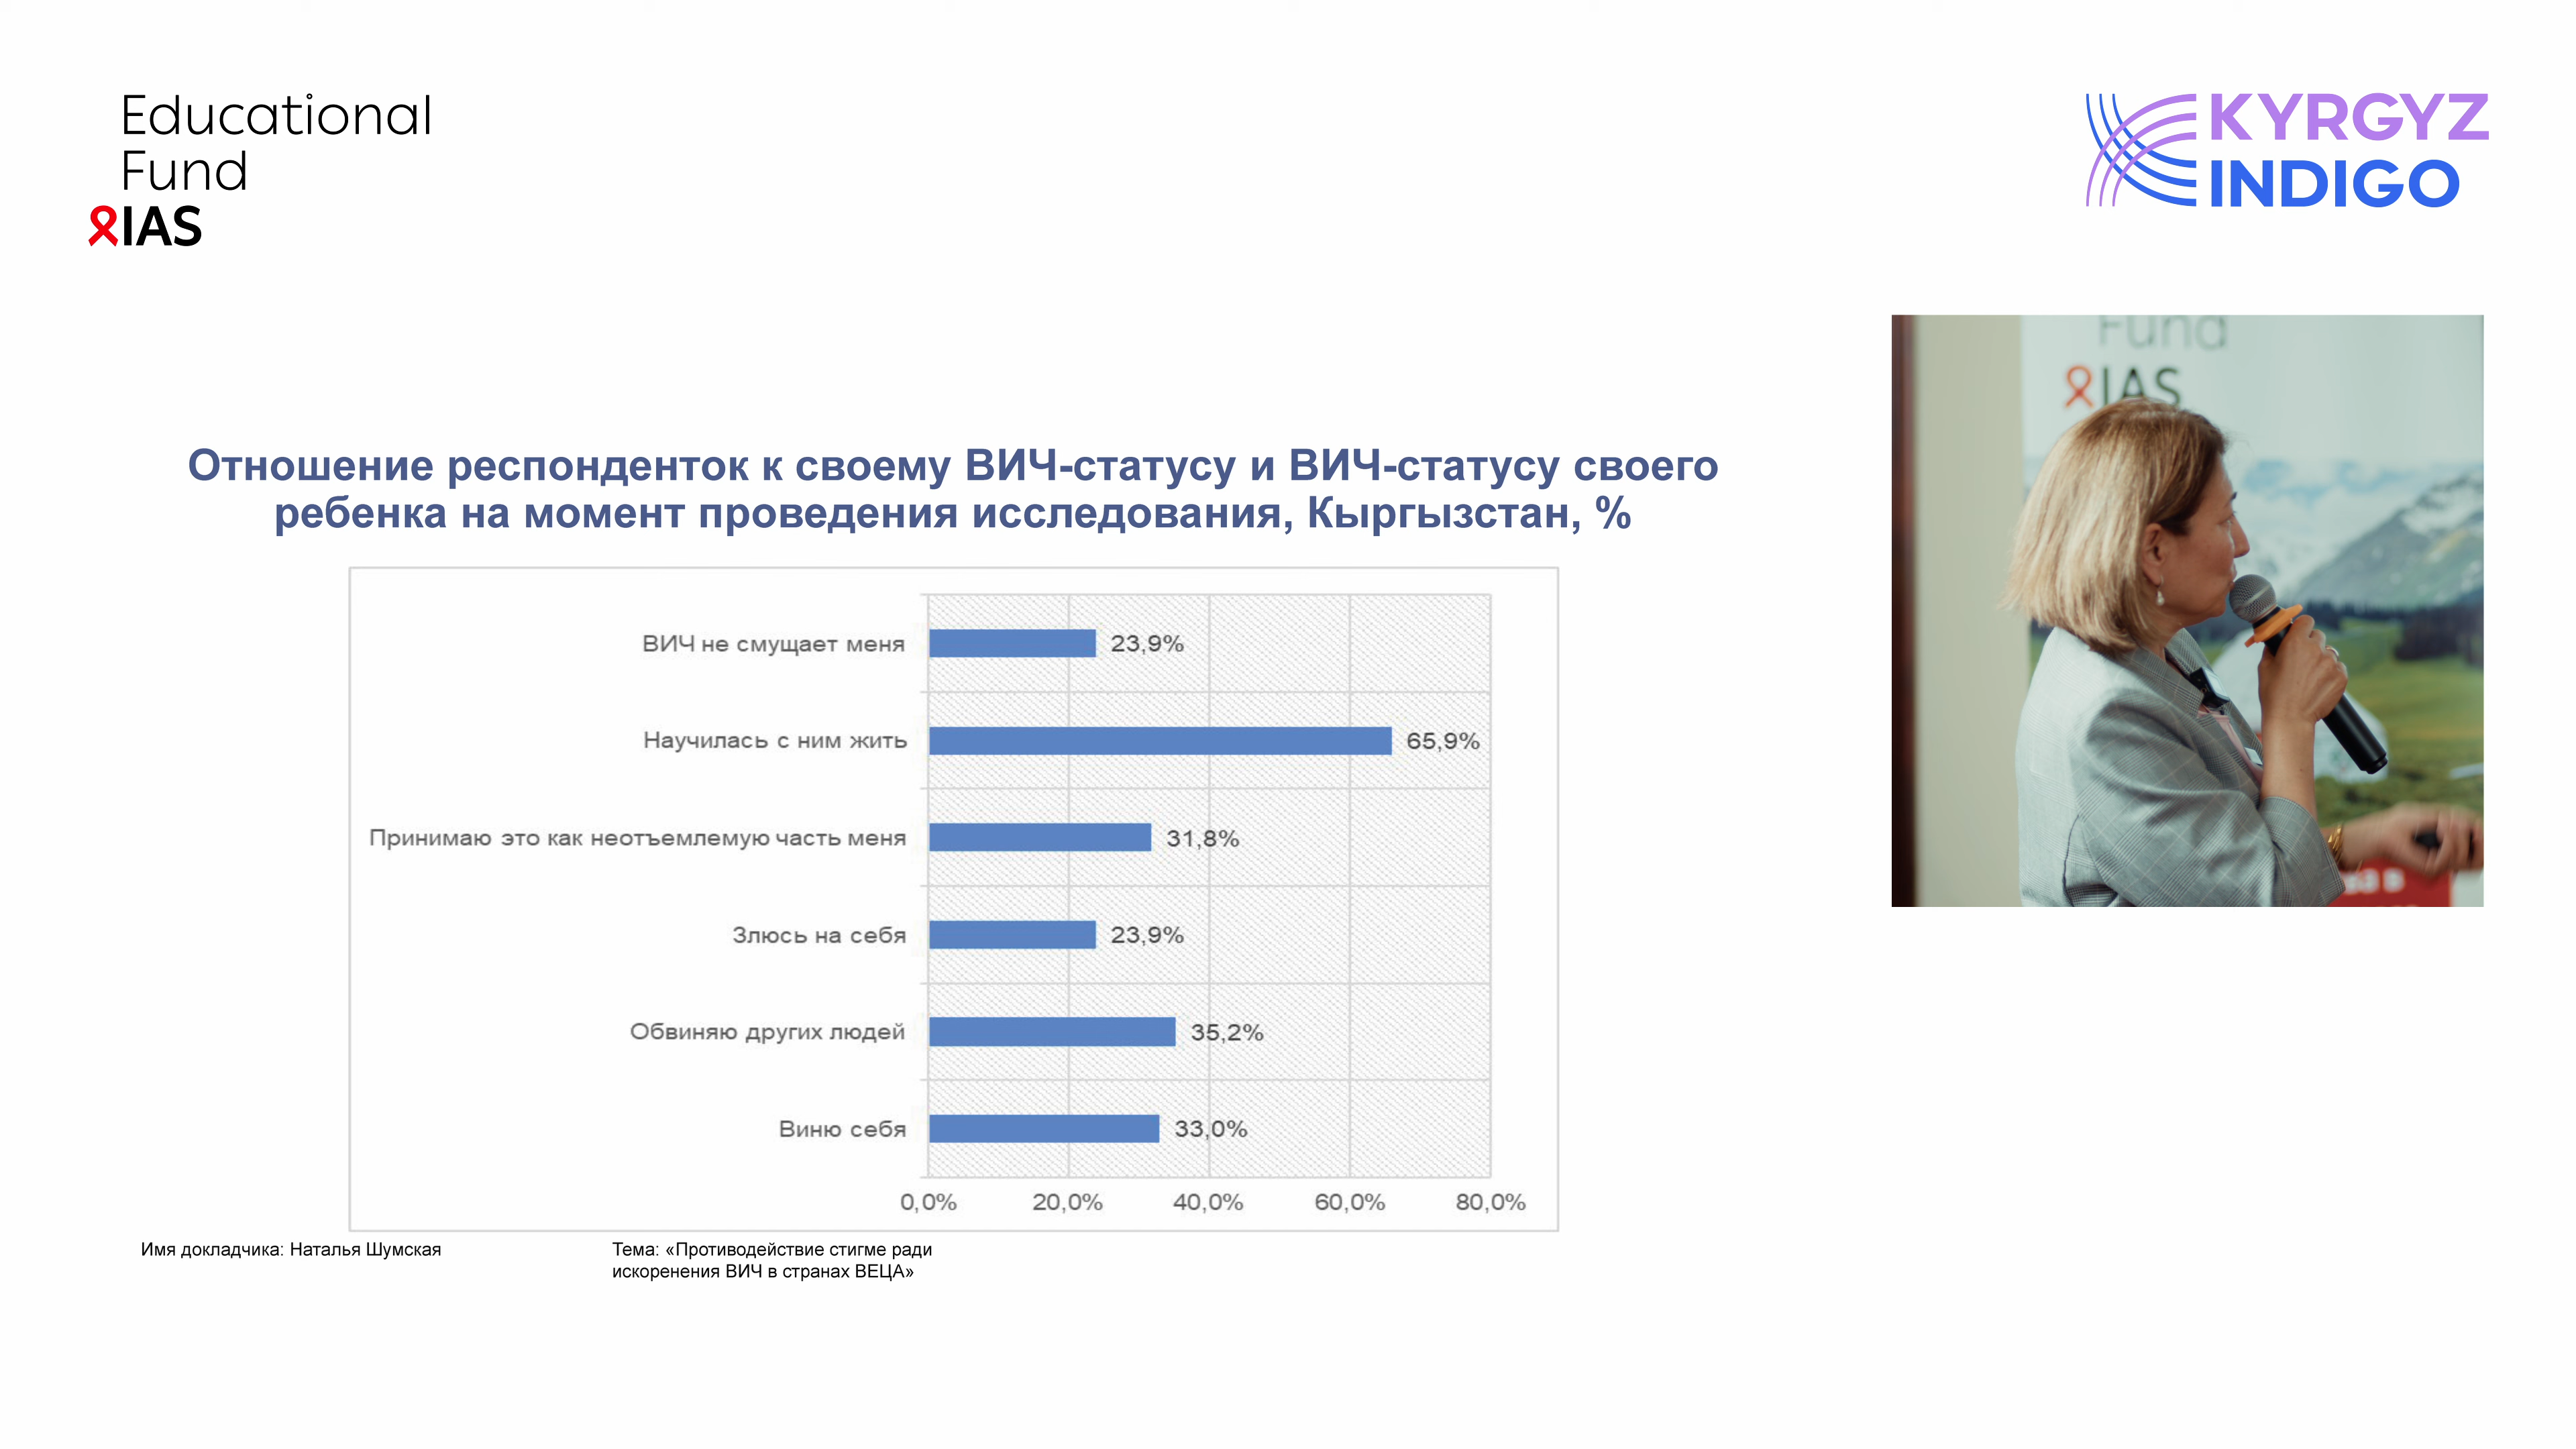 Educational
Fund
IAS
KYRGYZ
INDIGO
Fund
IAS
Отношение респонденток к своему ВИЧ-статусу и ВИЧ-статусу своего
ребенка на момент проведения исследования, Кыргызстан, %
ВИЧ не смущает меня 23,9%
Научилась с ним жить 65,9%
Принимаю это как неотъемлемую часть меня 31,8%
Злюсь на себя 23,9%
Обвиняю других людей 35,2%
Виню себя 33,0%
0,0% 20,0% 40,0% 60,0% 80,0%
Имя докладчика: Наталья Шумская
Тема: «Противодействие стигме ради
искоренения ВИЧ в странах ВЕЦА»